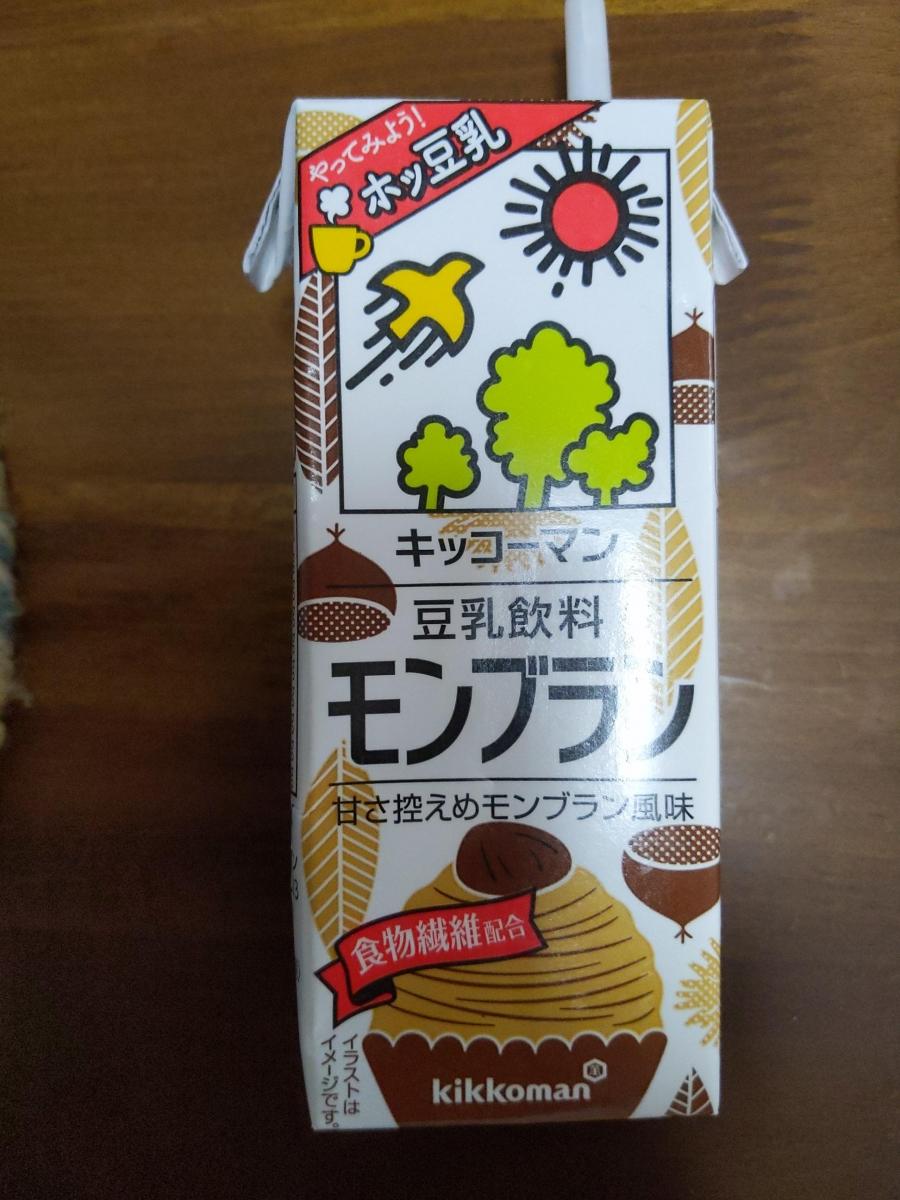 やってみよう!
ホッ豆乳
キッコーマン
豆乳飲料
モンブラン
甘さ控えめモンブラン風味
食物繊維配合
イラストは
イメージです。
kikkoman